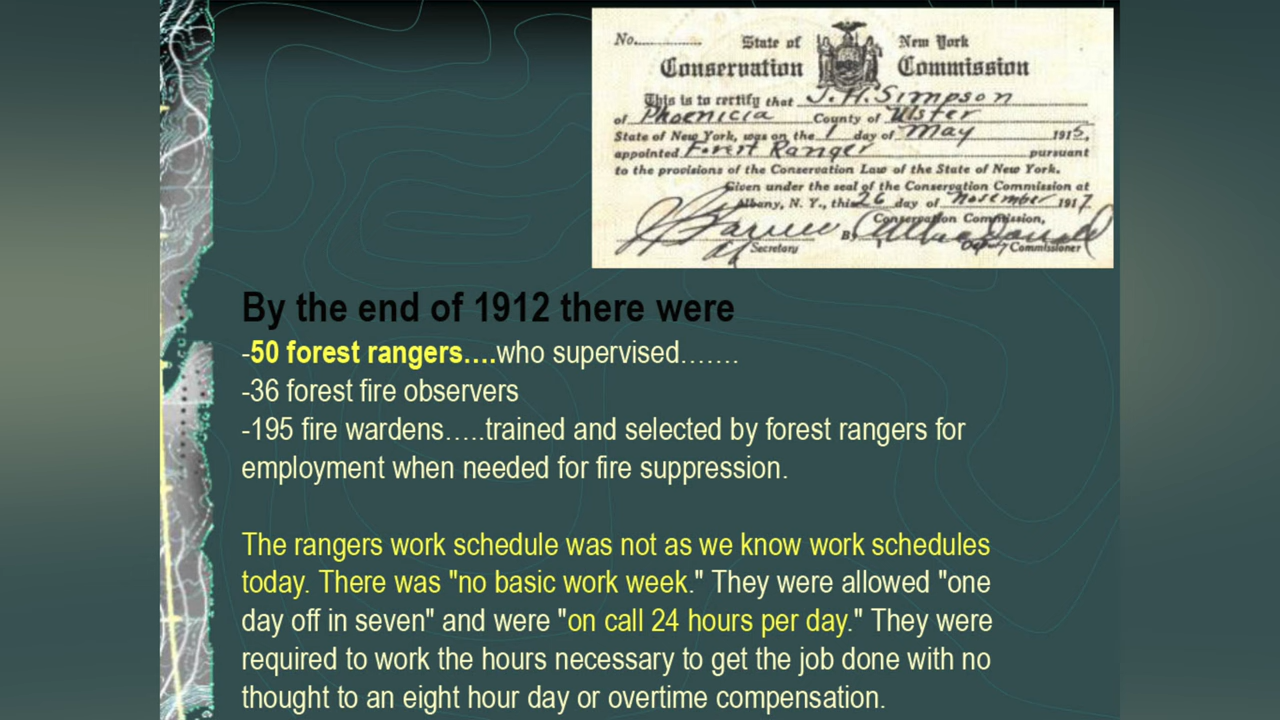 No.............. State of New York
Conservation Commission
This is to certify that J. H. Simpson
of Phoenicia County of Ulster
State of New York, was on the 1 day of May 1915,
appointed Forest Ranger pursuant
to the provisions of the Conservation Law of the State of New York.
Given under the seal of the Conservation Commission at
Albany, N. Y., this 26 day of November 1917
Conservation Commission,
By
Secretary Deputy Commissioner
By the end of 1912 there were
-50 forest rangers....who supervised.......
-36 forest fire observers
-195 fire wardens.....trained and selected by forest rangers for
employment when needed for fire suppression.
The rangers work schedule was not as we know work schedules
today. There was "no basic work week." They were allowed "one
day off in seven" and were "on call 24 hours per day." They were
required to work the hours necessary to get the job done with no
thought to an eight hour day or overtime compensation.